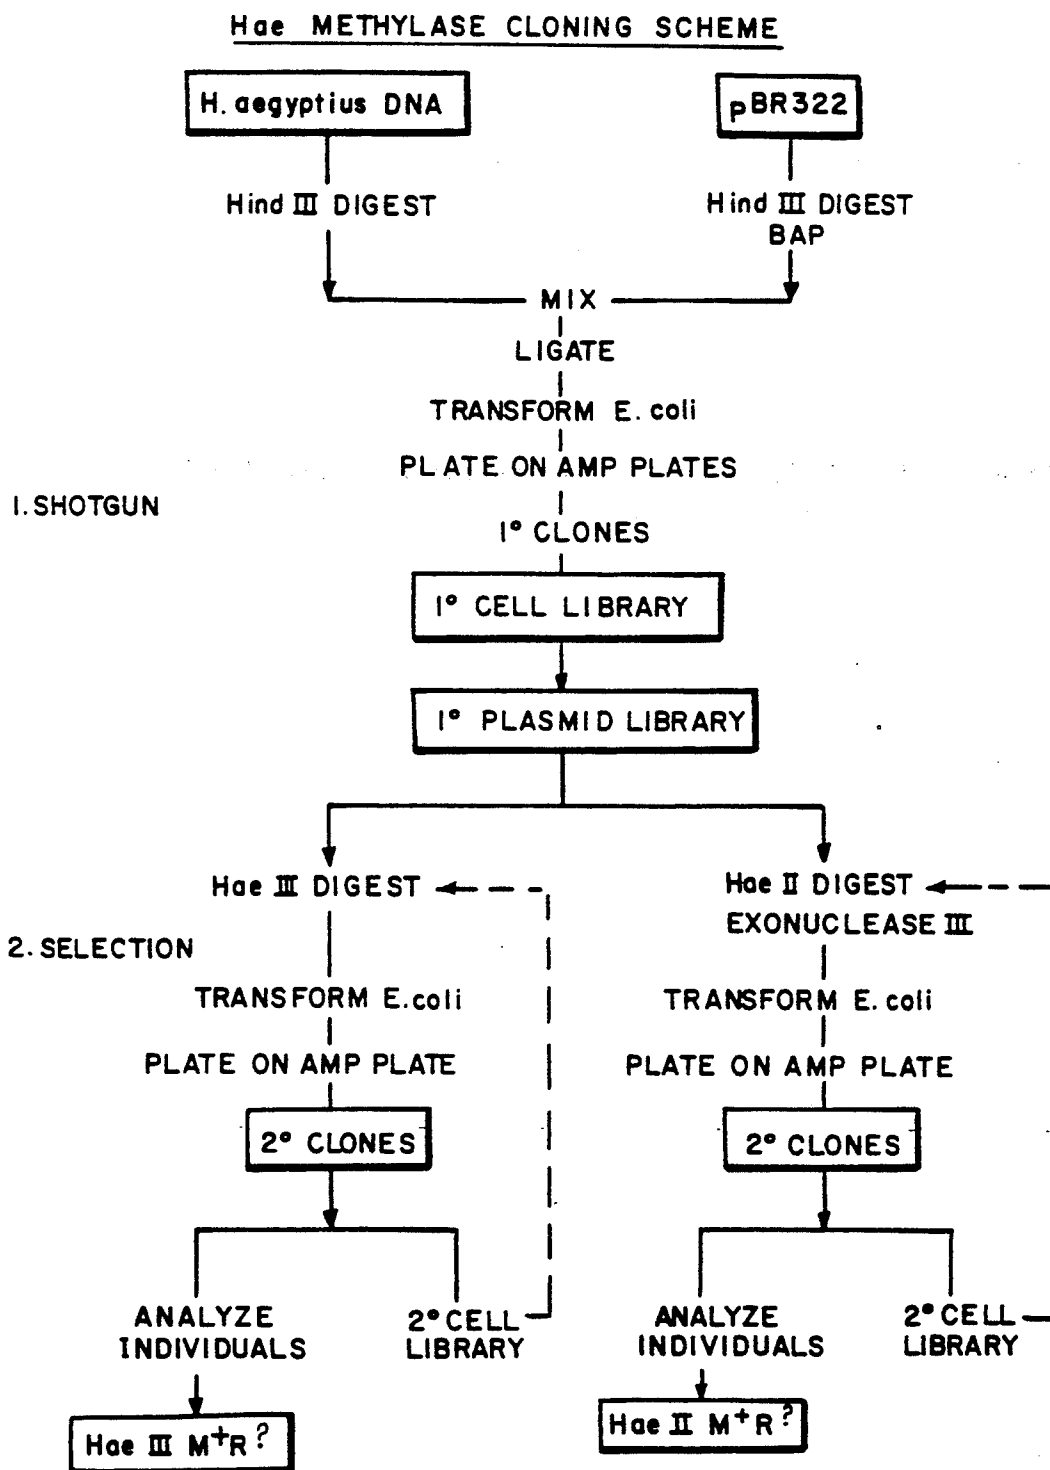 Hae METHYLASE CLONING SCHEME
H. aegyptius DNA
pBR322
Hind III DIGEST
Hind III DIGEST
BAP
MIX
LIGATE
TRANSFORM E. coli
PLATE ON AMP PLATES
1. SHOTGUN
1° CLONES
1° CELL LIBRARY
1° PLASMID LIBRARY
Hae III DIGEST
Hae II DIGEST
EXONUCLEASE III
2. SELECTION
TRANSFORM E. coli
TRANSFORM E. coli
PLATE ON AMP PLATE
PLATE ON AMP PLATE
2° CLONES
2° CLONES
ANALYZE
INDIVIDUALS
2° CELL
LIBRARY
ANALYZE
INDIVIDUALS
2° CELL
LIBRARY
Hae III M+R?
Hae II M+R?